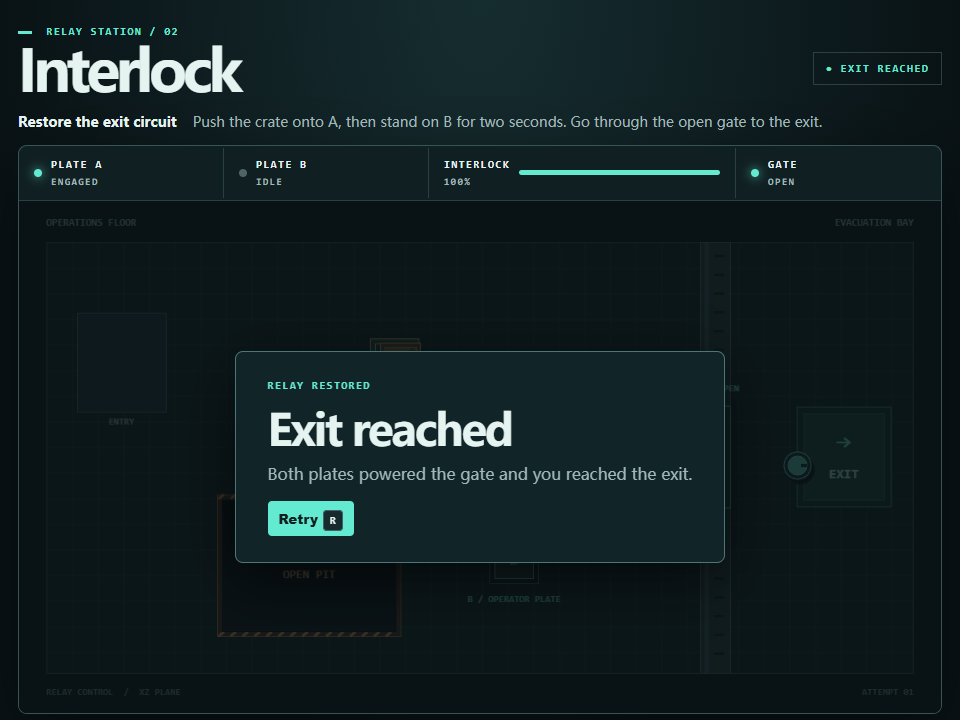 RELAY STATION / 02
Interlock
EXIT REACHED
Restore the exit circuit Push the crate onto A, then stand on B for two seconds. Go through the open gate to the exit.
PLATE A
ENGAGED
PLATE B
IDLE
INTERLOCK
100%
GATE
OPEN
OPERATIONS FLOOR
EVACUATION BAY
ENTRY
RELAY RESTORED
Exit reached
Both plates powered the gate and you reached the exit.
Retry R
EXIT
OPEN PIT
B / OPERATOR PLATE
RELAY CONTROL / XZ PLANE
ATTEMPT 01